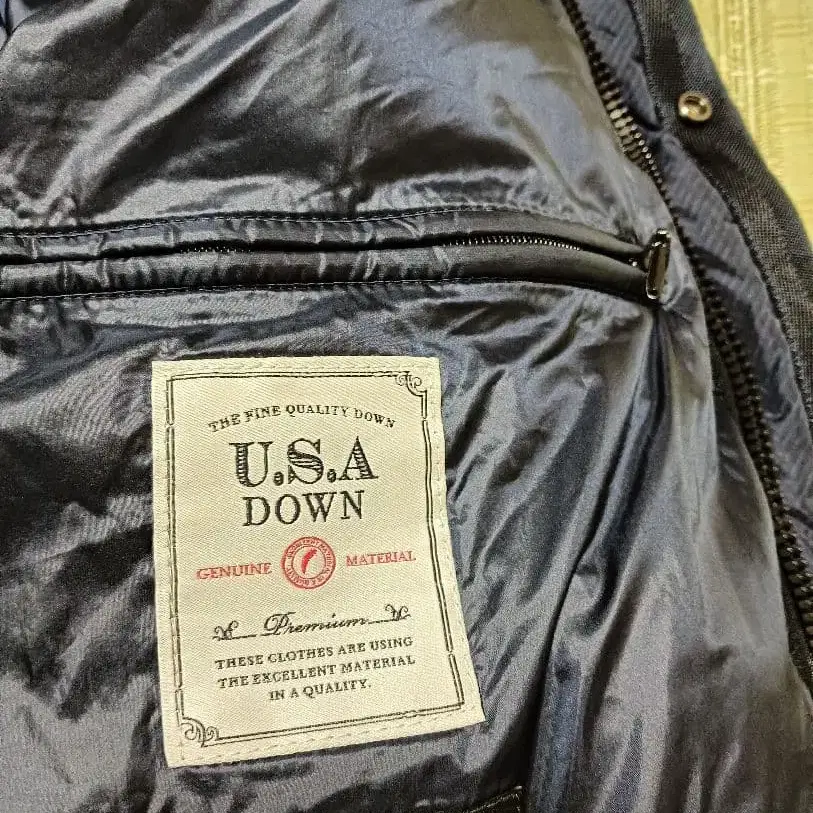 THE FINE QUALITY DOWN
U.S.A
DOWN
GENUINE MATERIAL
Premium
THESE CLOTHES ARE USING
THE EXCELLENT MATERIAL
IN A QUALITY.